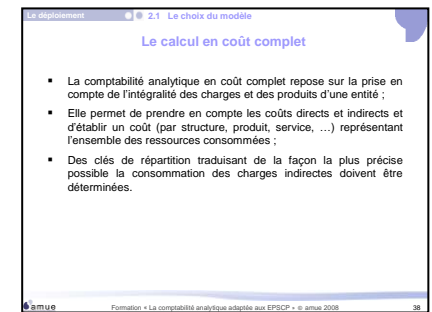 Le déploiement 2.1 Le choix du modèle
Le calcul en coût complet
▪ La comptabilité analytique en coût complet repose sur la prise en
compte de l'intégralité des charges et des produits d'une entité ;
▪ Elle permet de prendre en compte les coûts directs et indirects et
d'établir un coût (par structure, produit, service, …) représentant
l'ensemble des ressources consommées ;
▪ Des clés de répartition traduisant de la façon la plus précise
possible la consommation des charges indirectes doivent être
déterminées.
amue Formation « La comptabilité analytique adaptée aux EPSCP » © amue 2008 38